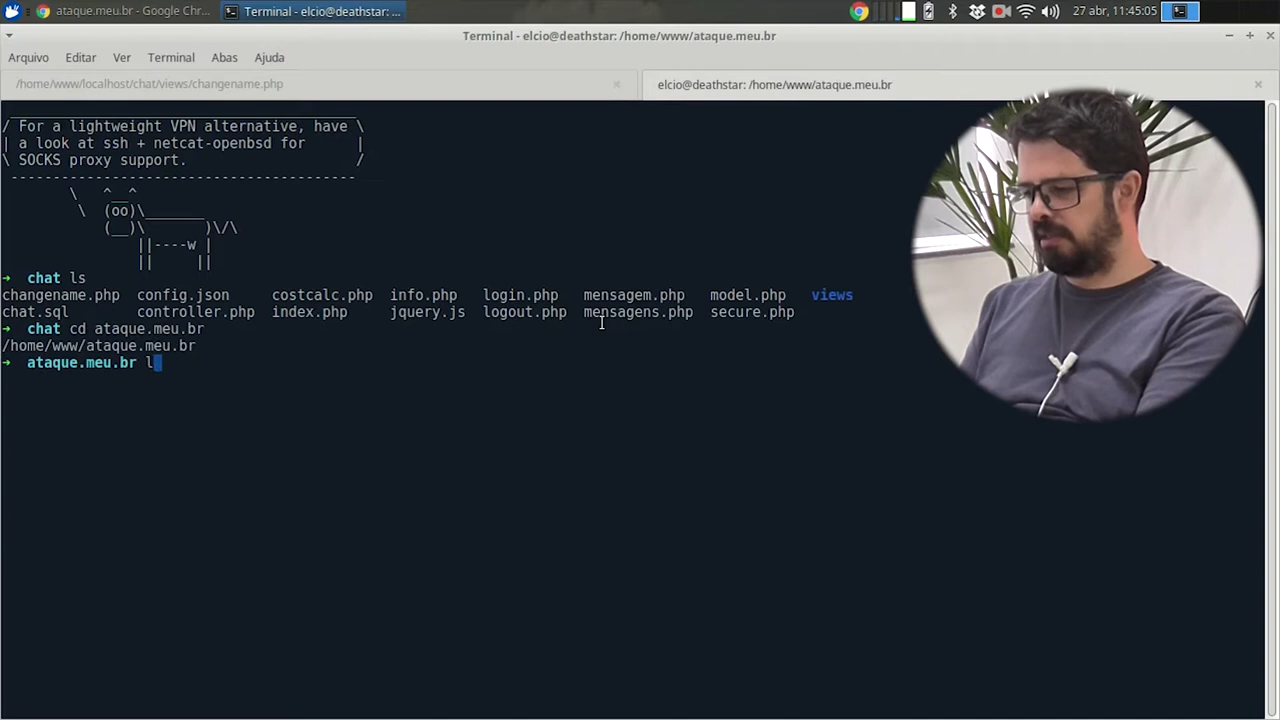 ataque.meu.br - Google Chr...
Terminal - elcio@deathstar: ...
27 abr, 11:45:05
Terminal - elcio@deathstar: /home/www/ataque.meu.br
Arquivo Editar Ver Terminal Abas Ajuda
/home/www/localhost/chat/views/changename.php
elcio@deathstar: /home/www/ataque.meu.br
/ For a lightweight VPN alternative, have \
| a look at ssh + netcat-openbsd for |
\ SOCKS proxy support. /
----------------------------------------
\ ^__^
\ (oo)\_______
(__)\ )\/\
||----w |
|| ||
➜ chat ls
changename.php config.json costcalc.php info.php login.php mensagem.php model.php views
chat.sql controller.php index.php jquery.js logout.php mensagens.php secure.php
➜ chat cd ataque.meu.br
/home/www/ataque.meu.br
➜ ataque.meu.br l